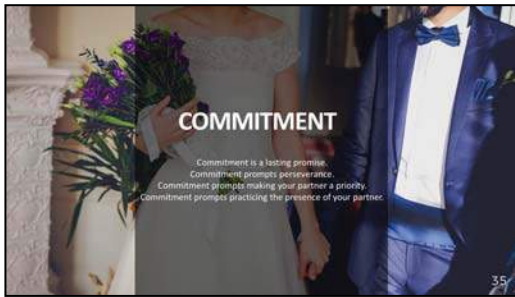 COMMITMENT
Commitment is a lasting promise.
Commitment prompts perseverance.
Commitment prompts making your partner a priority.
Commitment prompts practicing the presence of your partner.
35